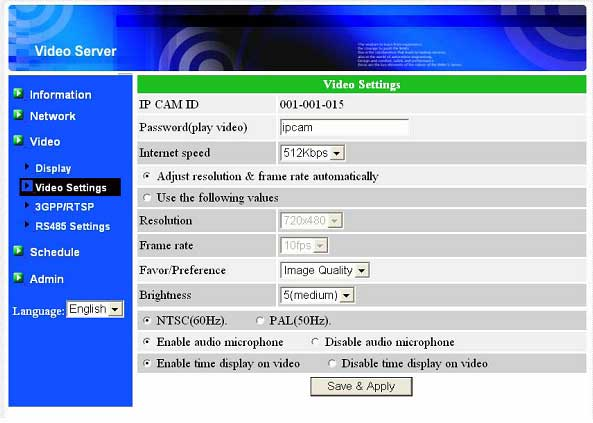 Video Server
Video Settings
Information
Network
Video
Display
Video Settings
3GPP/RTSP
RS485 Settings
Schedule
Admin
Language: English
IP CAM ID 001-001-015
Password(play video) ipcam
Internet speed 512Kbps
Adjust resolution & frame rate automatically
Use the following values
Resolution 720x480
Frame rate 10fps
Favor/Preference Image Quality
Brightness 5(medium)
NTSC(60Hz). PAL(50Hz).
Enable audio microphone Disable audio microphone
Enable time display on video Disable time display on video
Save & Apply